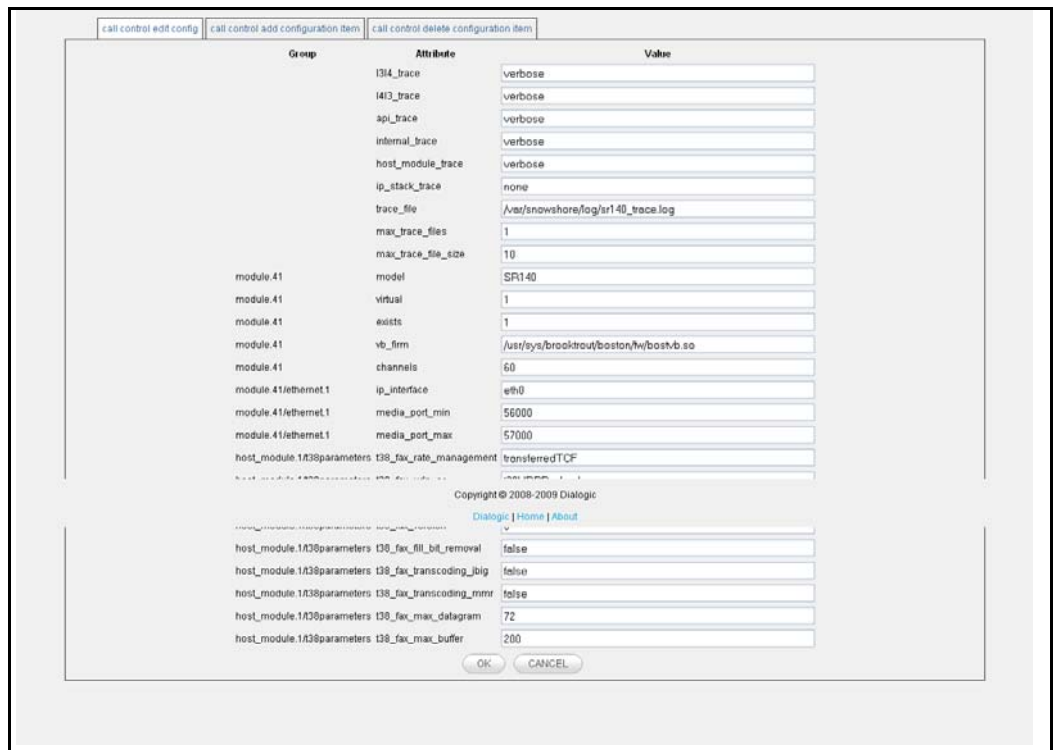 call control edit config call control add configuration item call control delete configuration item
Group Attribute Value
l3l4_trace verbose
l4l3_trace verbose
api_trace verbose
internal_trace verbose
host_module_trace verbose
ip_stack_trace none
trace_file /var/snowshore/log/sr140_trace.log
max_trace_files 1
max_trace_file_size 10
module.41 model SR140
module.41 virtual 1
module.41 exists 1
module.41 vb_firm /usr/sys/brooktrout/boston/fw/bostvb.so
module.41 channels 60
module.41/ethernet.1 ip_interface eth0
module.41/ethernet.1 media_port_min 56000
module.41/ethernet.1 media_port_max 57000
host_module.1/t38parameters t38_fax_rate_management transferredTCF
Copyright © 2008-2009 Dialogic
Dialogic | Home | About
host_module.1/t38parameters t38_fax_fill_bit_removal false
host_module.1/t38parameters t38_fax_transcoding_jbig false
host_module.1/t38parameters t38_fax_transcoding_mmr false
host_module.1/t38parameters t38_fax_max_datagram 72
host_module.1/t38parameters t38_fax_max_buffer 200
OK CANCEL